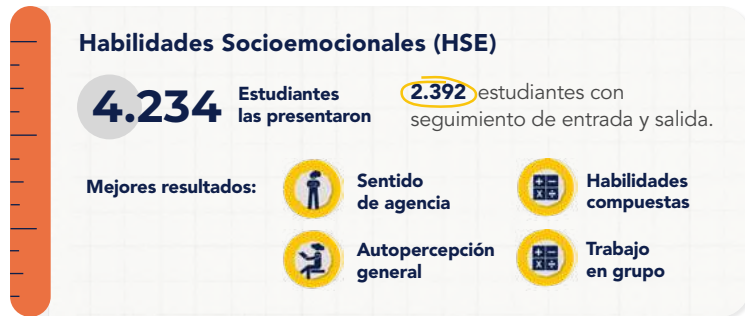 Habilidades Socioemocionales (HSE)
4.234 Estudiantes
las presentaron
2.392 estudiantes con
seguimiento de entrada y salida.
Mejores resultados:
Sentido
de agencia
Habilidades
compuestas
Autopercepción
general
Trabajo
en grupo